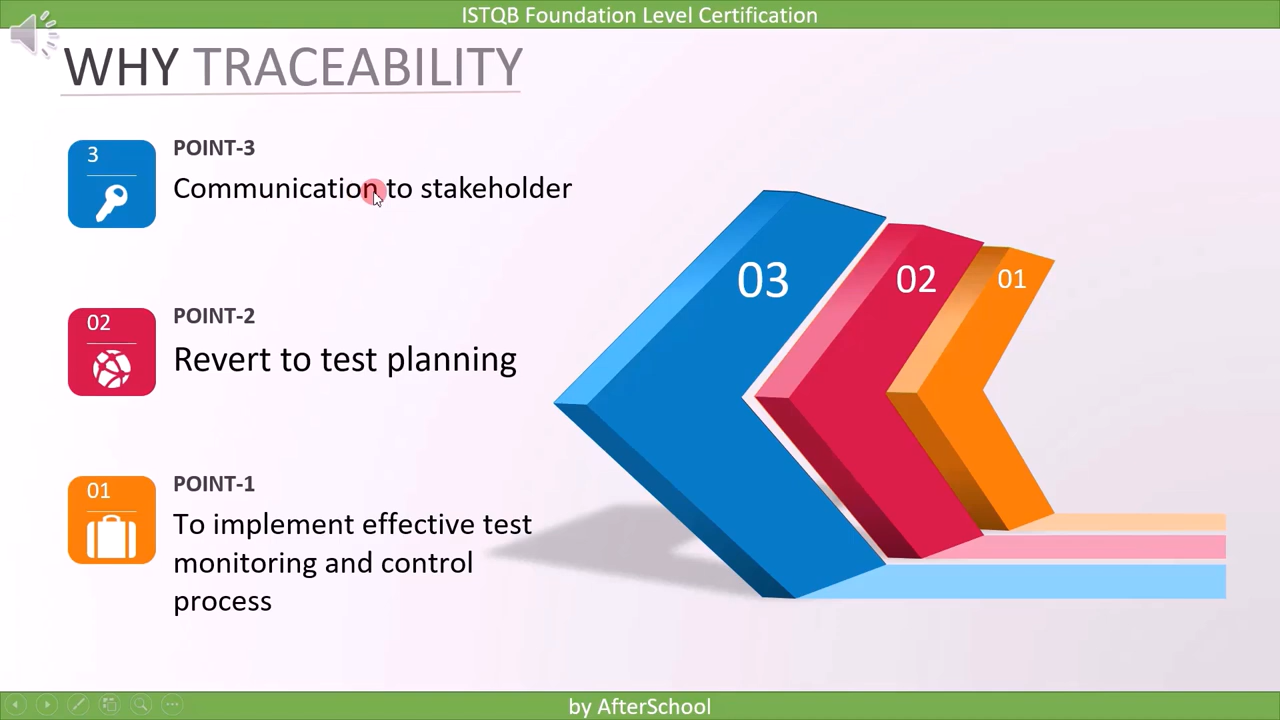 ISTQB Foundation Level Certification
WHY TRACEABILITY
3
POINT-3
Communication to stakeholder
02
POINT-2
Revert to test planning
01
POINT-1
To implement effective test
monitoring and control
process
03
02
01
by AfterSchool